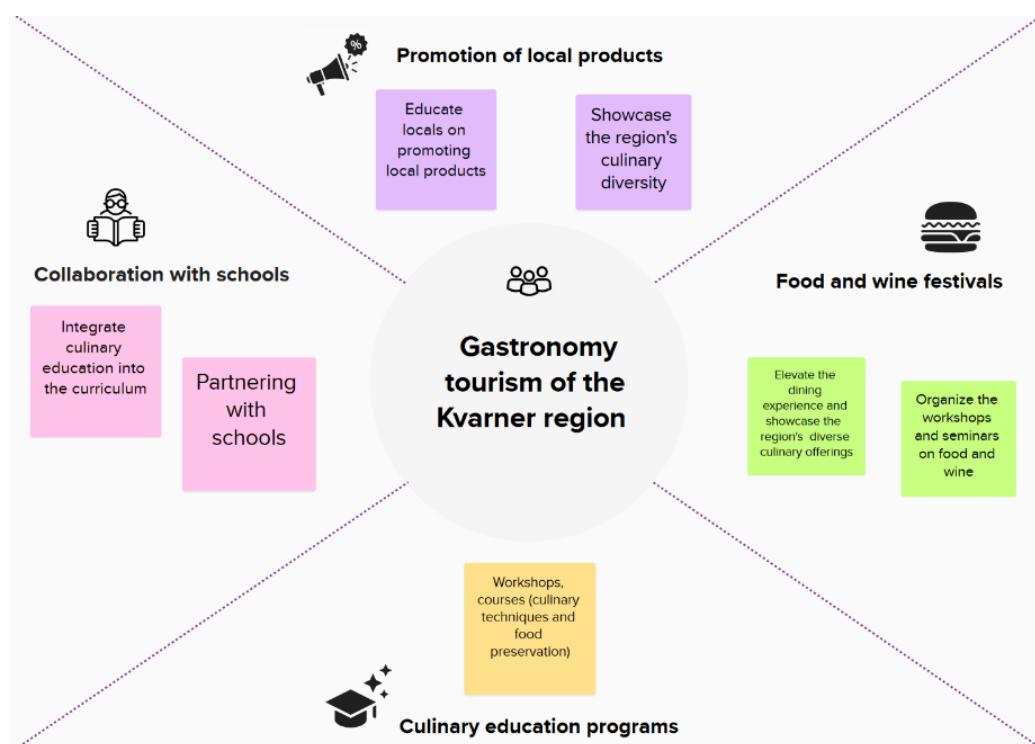 %
Promotion of local products
Educate
locals on
promoting
local products
Showcase
the region's
culinary
diversity
Collaboration with schools
Integrate
culinary
education into
the curriculum
Partnering
with
schools
Gastronomy
tourism of the
Kvarner region
Food and wine festivals
Elevate the
dining
experience and
showcase the
region's diverse
culinary offerings
Organize the
workshops
and seminars
on food and
wine
Workshops,
courses (culinary
techniques and
food
preservation)
Culinary education programs